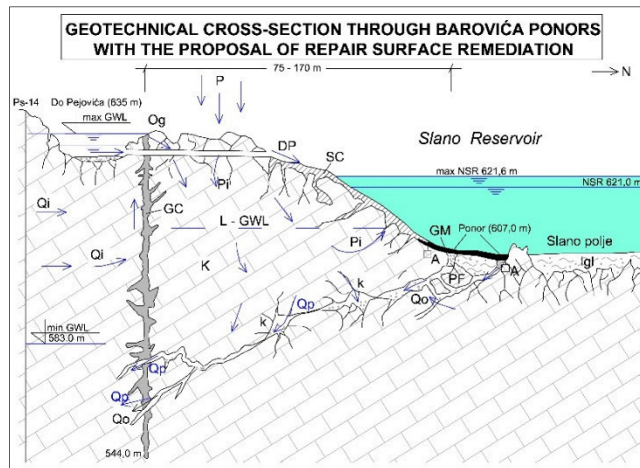 GEOTECHNICAL CROSS-SECTION THROUGH BAROVIĆA PONORS
WITH THE PROPOSAL OF REPAIR SURFACE REMEDIATION
75 - 170 m
N
P
Ps-14
Do Pejovića (635 m)
max GWL
Og
DP
SC
Slano Reservoir
max NSR 621,6 m
NSR 621,0 m
Pi
Qi
GC
L - GWL
GM
Ponor (607,0 m)
Slano polje
Qi
Pi
A
A
Igl
K
PF
k
Qp
Qo
k
min GWL
583.0 m
Qp
Qp
Qo
544,0 m